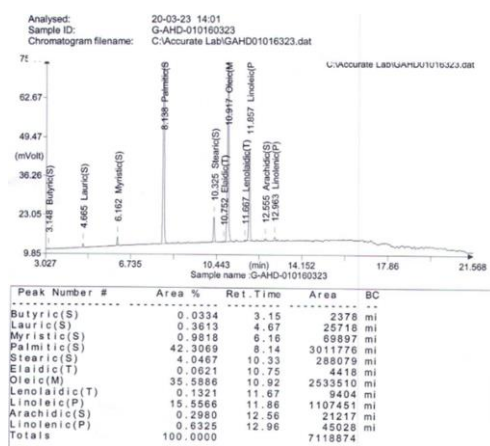 Analysed: 20-03-23 14:01
Sample ID: G-AHD-010160323
Chromatogram filename: C:\Accurate Lab\GAHD01016323.dat
C:\Accurate Lab\GAHD01016323.dat
62.67
49.47
(mVolt)
36.26
23.05
9.85
3.148 Butyric(S)
4.665 Lauric(S)
6.162 Myristic(S)
8.138 Palmitic(S
10.325 Stearic(S)
10.752 Elaidic(T)
10.917 Oleic(M
11.667 Lenolaidic(T)
11.857 Linoleic(P
12.555 Arachidic(S)
12.963 Linolenic(P)
3.027 6.735 10.443 (min) 14.152 17.86 21.568
Sample name :G-AHD-010160323
Peak Number # Area % Ret.Time Area BC
Butyric(S) 0.0334 3.15 2378 mi
Lauric(S) 0.3613 4.67 25718 mi
Myristic(S) 0.9818 6.16 69897 mi
Palmitic(S) 42.3069 8.14 3011776 mi
Stearic(S) 4.0467 10.33 288079 mi
Elaidic(T) 0.0621 10.75 4418 mi
Oleic(M) 35.5886 10.92 2533510 mi
Lenolaidic(T) 0.1321 11.67 9404 mi
Linoleic(P) 15.5566 11.86 1107451 mi
Arachidic(S) 0.2980 12.56 21217 mi
Linolenic(P) 0.6325 12.96 45028 mi
Totals 100.0000 7118874